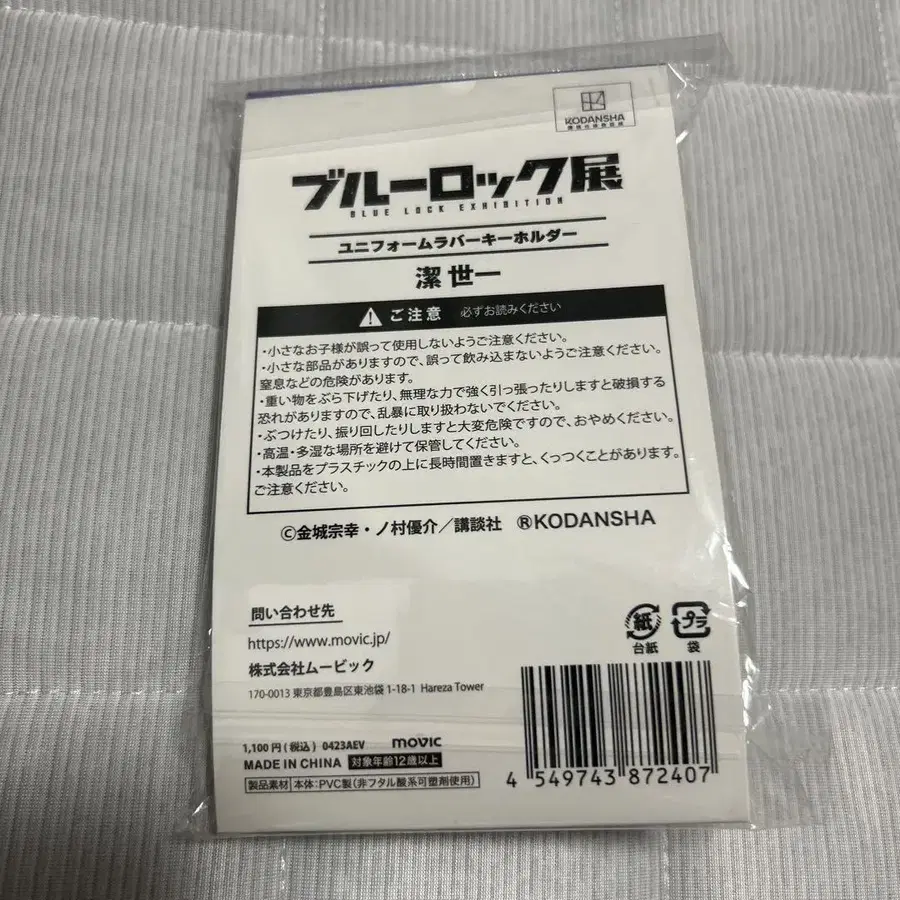 KODANSHA
ブルーロック展
BLUE LOCK EXHIBITION
ユニフォームラバーキーホルダー
潔 世一
ご注意 必ずお読みください
・小さなお子様が誤って使用しないようご注意ください。
・小さな部品がありますので、誤って飲み込まないようご注意ください。
窒息などの危険があります。
・重い物をぶら下げたり、無理な力で強く引っ張ったりしますと破損する
恐れがありますので、乱暴に取り扱わないでください。
・ぶつけたり、振り回したりしますと大変危険ですので、おやめください。
・高温・多湿な場所を避けて保管してください。
・本製品をプラスチックの上に長時間置きますと、くっつくことがあります。
ご注意ください。
©金城宗幸・ノ村優介／講談社 ®KODANSHA
問い合わせ先
https://www.movic.jp/
株式会社ムービック
170-0013 東京都豊島区東池袋 1-18-1 Hareza Tower
紙 プラ
台紙 袋
1,100円(税込) 0423AEV movic
MADE IN CHINA 対象年齢12歳以上
製品素材 本体：PVC製(非フタル酸系可塑剤使用)
4 549743 872407